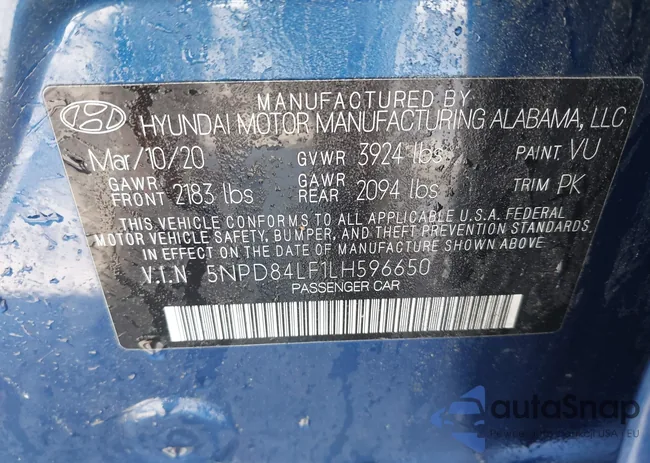 MANUFACTURED BY
HYUNDAI MOTOR MANUFACTURING ALABAMA, LLC
Mar/10/20 GVWR 3924 lbs PAINT VU
GAWR FRONT 2183 lbs GAWR REAR 2094 lbs TRIM PK
THIS VEHICLE CONFORMS TO ALL APPLICABLE U.S.A. FEDERAL
MOTOR VEHICLE SAFETY, BUMPER, AND THEFT PREVENTION STANDARDS
IN EFFECT ON THE DATE OF MANUFACTURE SHOWN ABOVE.
V.I.N 5NPD84LF1LH596650
PASSENGER CAR
autoSnap